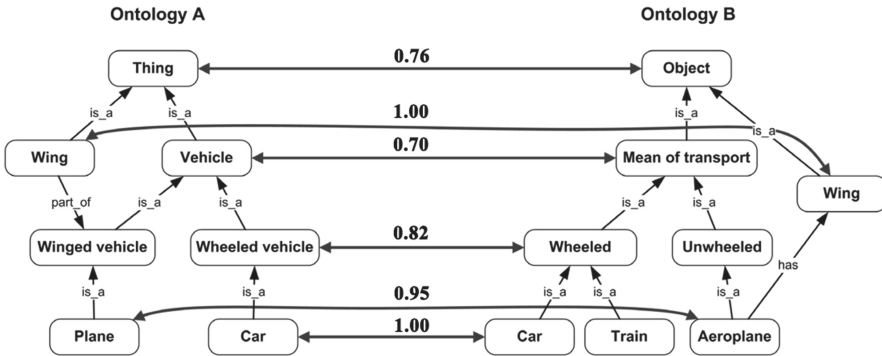 Ontology A Ontology B
0.76
Thing Object
is_a is_a 1.00 is_a is_a
Wing Vehicle 0.70 Mean of transport
Wing
part_of is_a is_a is_a is_a
Winged vehicle Wheeled vehicle 0.82 Wheeled Unwheeled
has
is_a is_a 0.95 is_a is_a is_a
Plane Car 1.00 Car Train Aeroplane